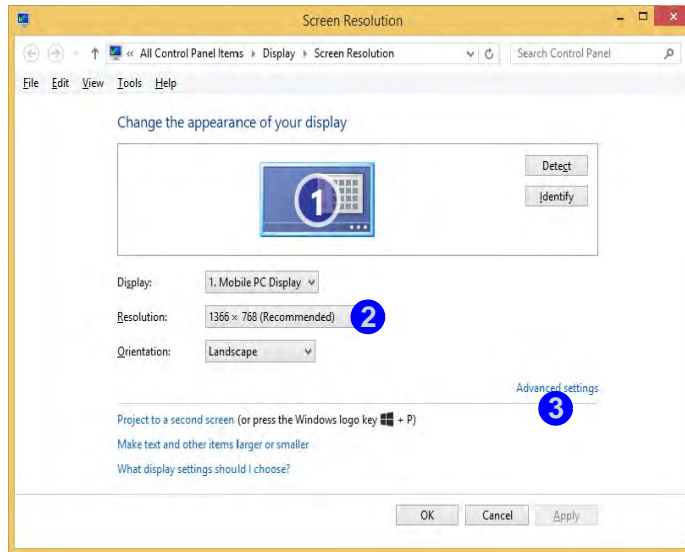 Screen Resolution
« All Control Panel Items Display Screen Resolution
Search Control Panel
File Edit View Tools Help
Change the appearance of your display
1
Detect
Identify
Display: 1. Mobile PC Display
Resolution: 1366 × 768 (Recommended) 2
Orientation: Landscape
Advanced settings
3
Project to a second screen (or press the Windows logo key + P)
Make text and other items larger or smaller
What display settings should I choose?
OK Cancel Apply